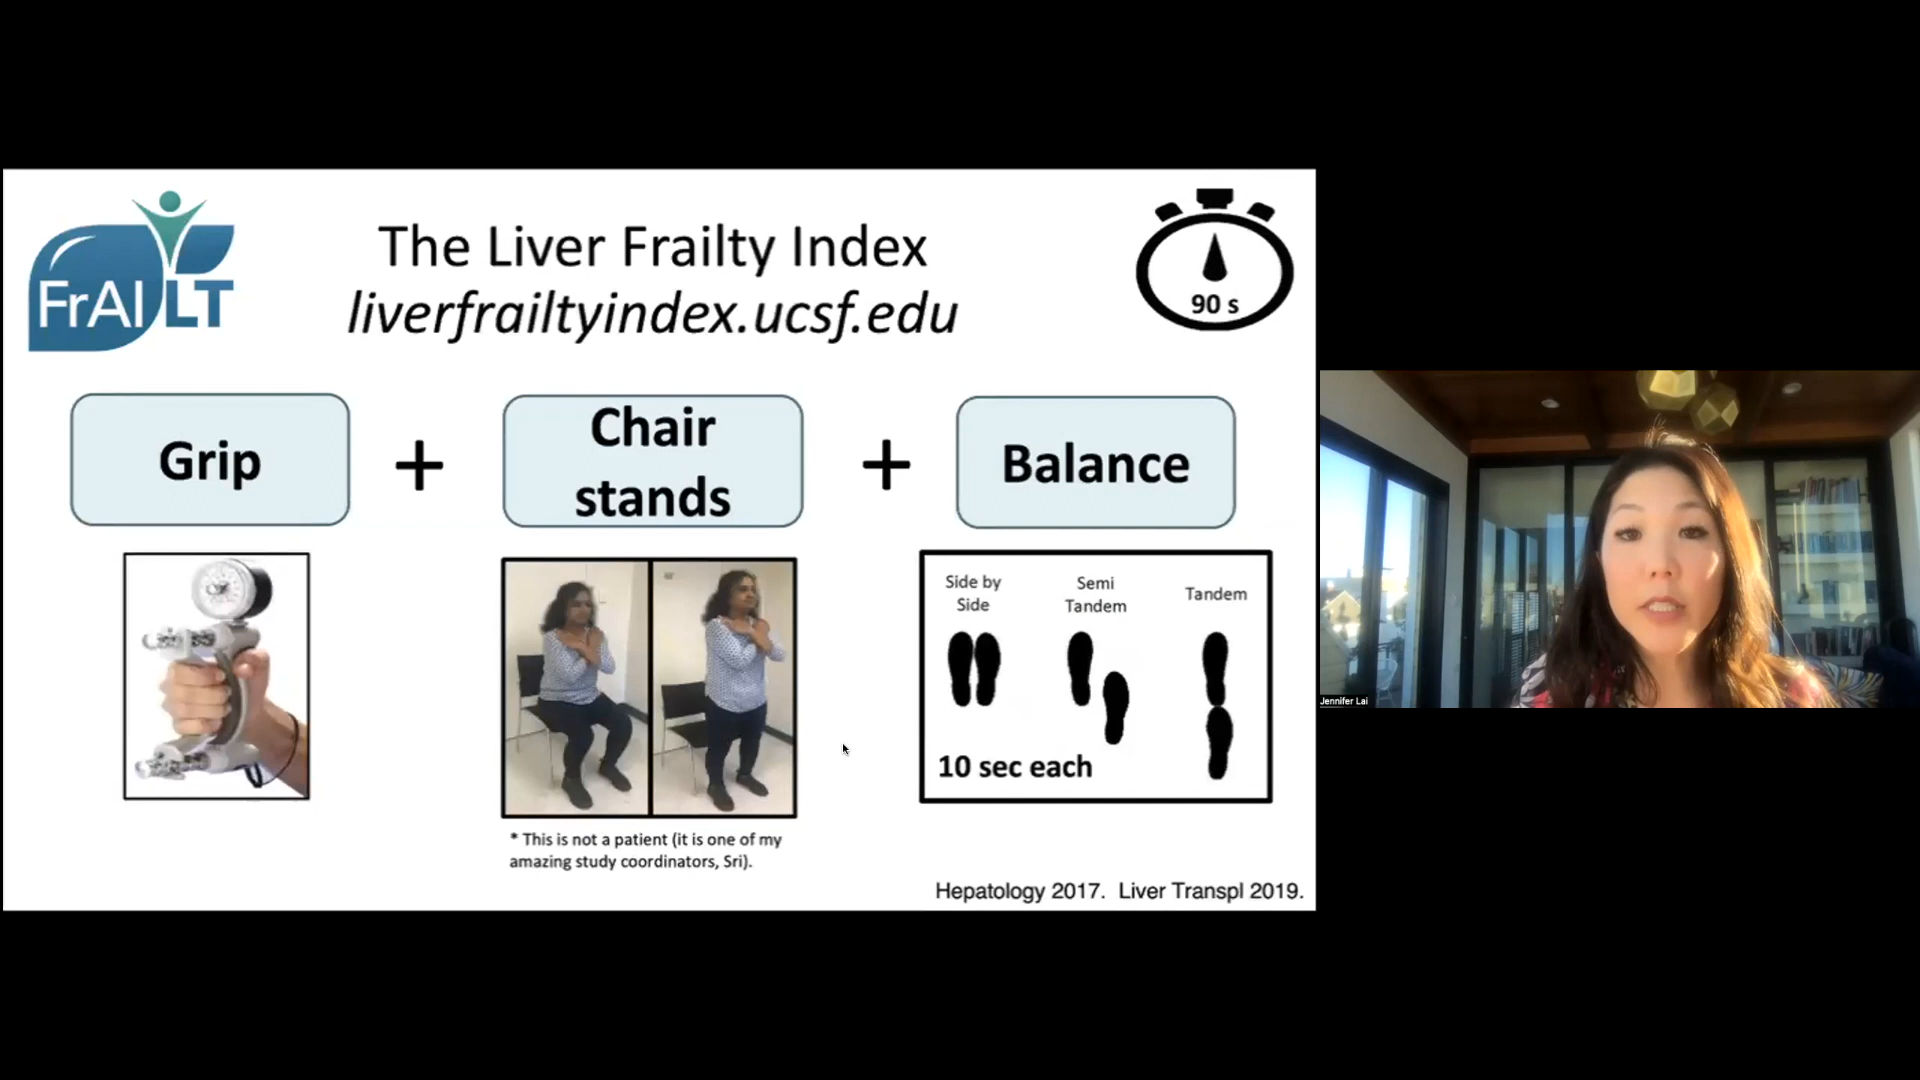 FrAI LT
The Liver Frailty Index
liverfrailtyindex.ucsf.edu
90 s
Grip
+
Chair
stands
+
Balance
Side by
Side
Semi
Tandem
Tandem
10 sec each
* This is not a patient (it is one of my
amazing study coordinators, Sri).
Hepatology 2017. Liver Transpl 2019.
Jennifer Lai